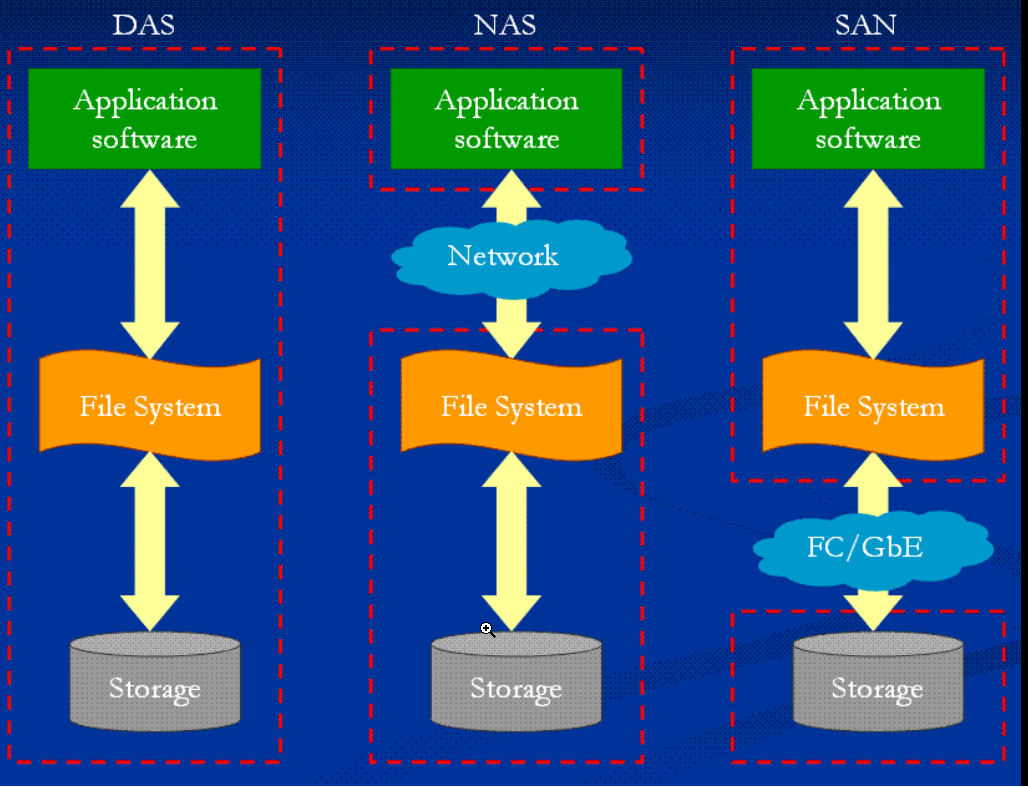 DAS
NAS
SAN
Application
software
Application
software
Application
software
Network
File System
File System
File System
FC/GbE
Storage
Storage
Storage